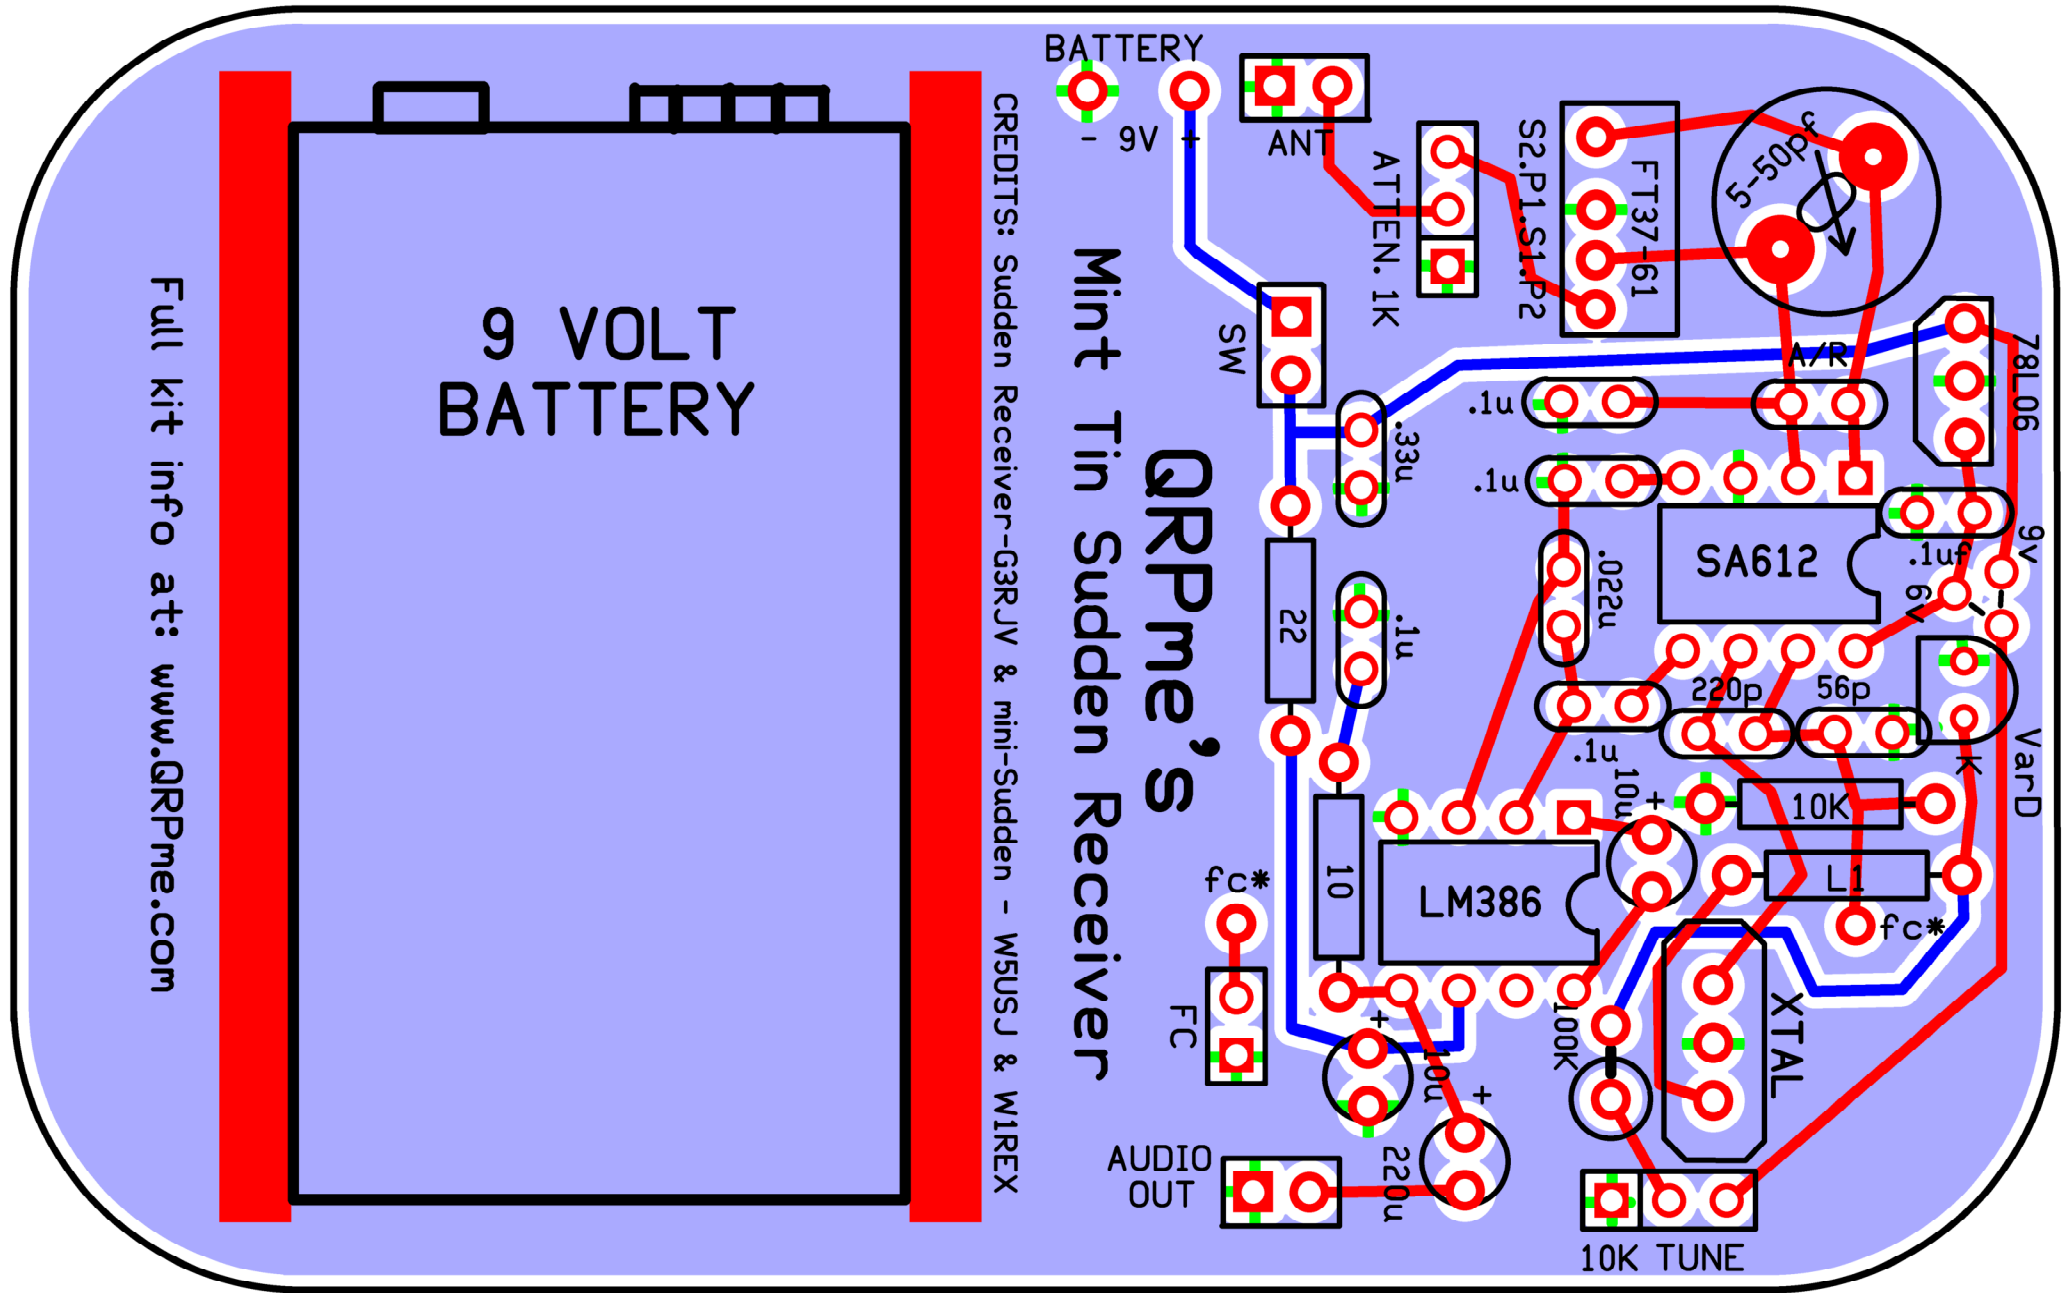 Full kit info at: www.QRPme.com
9 VOLT
BATTERY
CREDITS: Sudden Receiver-G3RJV & mini-Sudden - W5USJ & W1REX
Mint Tin Sudden Receiver
QRPme's
BATTERY
- 9V +
ANT
ATTEN. 1K
S2.P1.S1.P2
FT37-61
5-50pf
SW
.33u
.1u
A/R
78L06
.1u
SA612
.1uf
9v
6v
22
.1u
.022u
220p
56p
.1u
K
VarD
10u
+
10K
L1
10
LM386
fc*
fc*
FC
+
10u
100K
XTAL
+
220u
AUDIO
OUT
10K TUNE